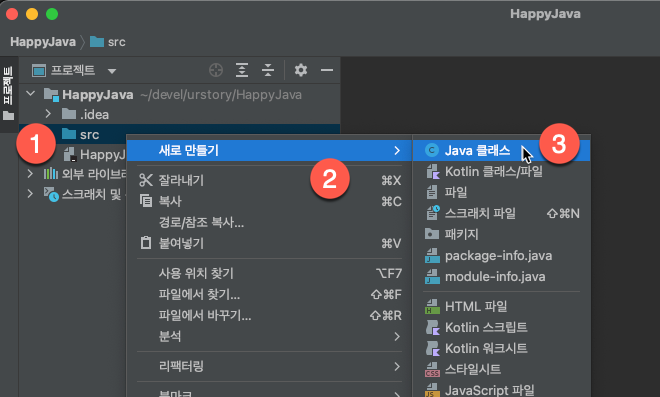 HappyJava
HappyJava
src
프로젝트
프로젝트
HappyJava ~/devel/urstory/HappyJava
.idea
1
src
HappyJ
외부 라이브러
스크래치 및
새로 만들기
2
잘라내기 ⌘X
복사 ⌘C
경로/참조 복사...
붙여넣기 ⌘V
사용 위치 찾기 ⌥F7
파일에서 찾기... ⇧⌘F
파일에서 바꾸기... ⇧⌘R
분석
리팩터링
북마크
Java 클래스
3
Kotlin 클래스/파일
파일
스크래치 파일 ⇧⌘N
패키지
package-info.java
module-info.java
HTML 파일
Kotlin 스크립트
Kotlin 워크시트
스타일시트
JavaScript 파일